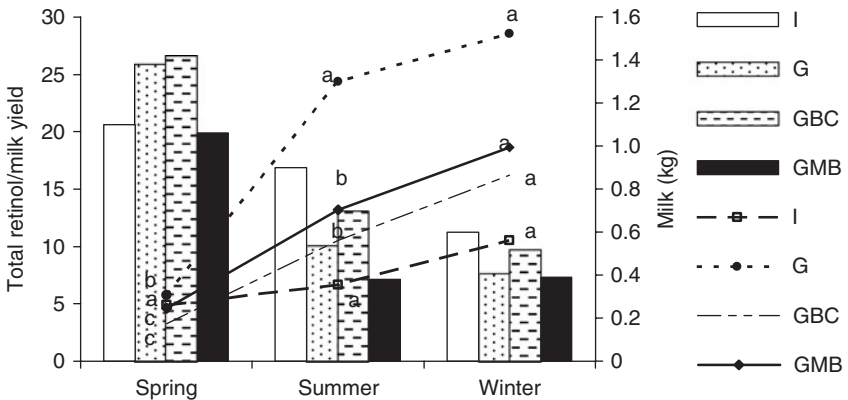 Total retinol/milk yield
30
25
20
15
10
5
0
b
a
c
c
a
b
b
a
a
a
a
a
Spring
Summer
Winter
1.6
1.4
1.2
1.0
0.8
0.6
0.4
0.2
0
Milk (kg)
I
G
GBC
GMB
I
G
GBC
GMB